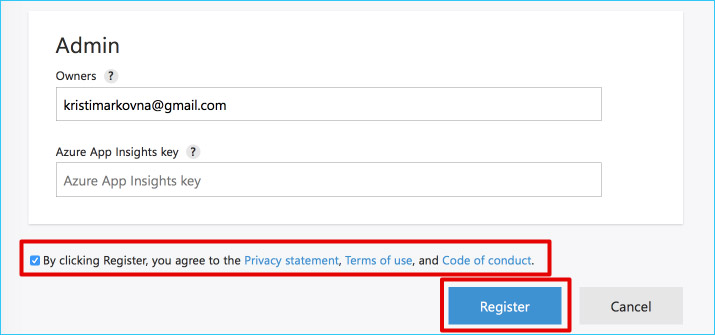 Admin
Owners ?
kristimarkovna@gmail.com
Azure App Insights key ?
Azure App Insights key
By clicking Register, you agree to the Privacy statement, Terms of use, and Code of conduct.
Register Cancel